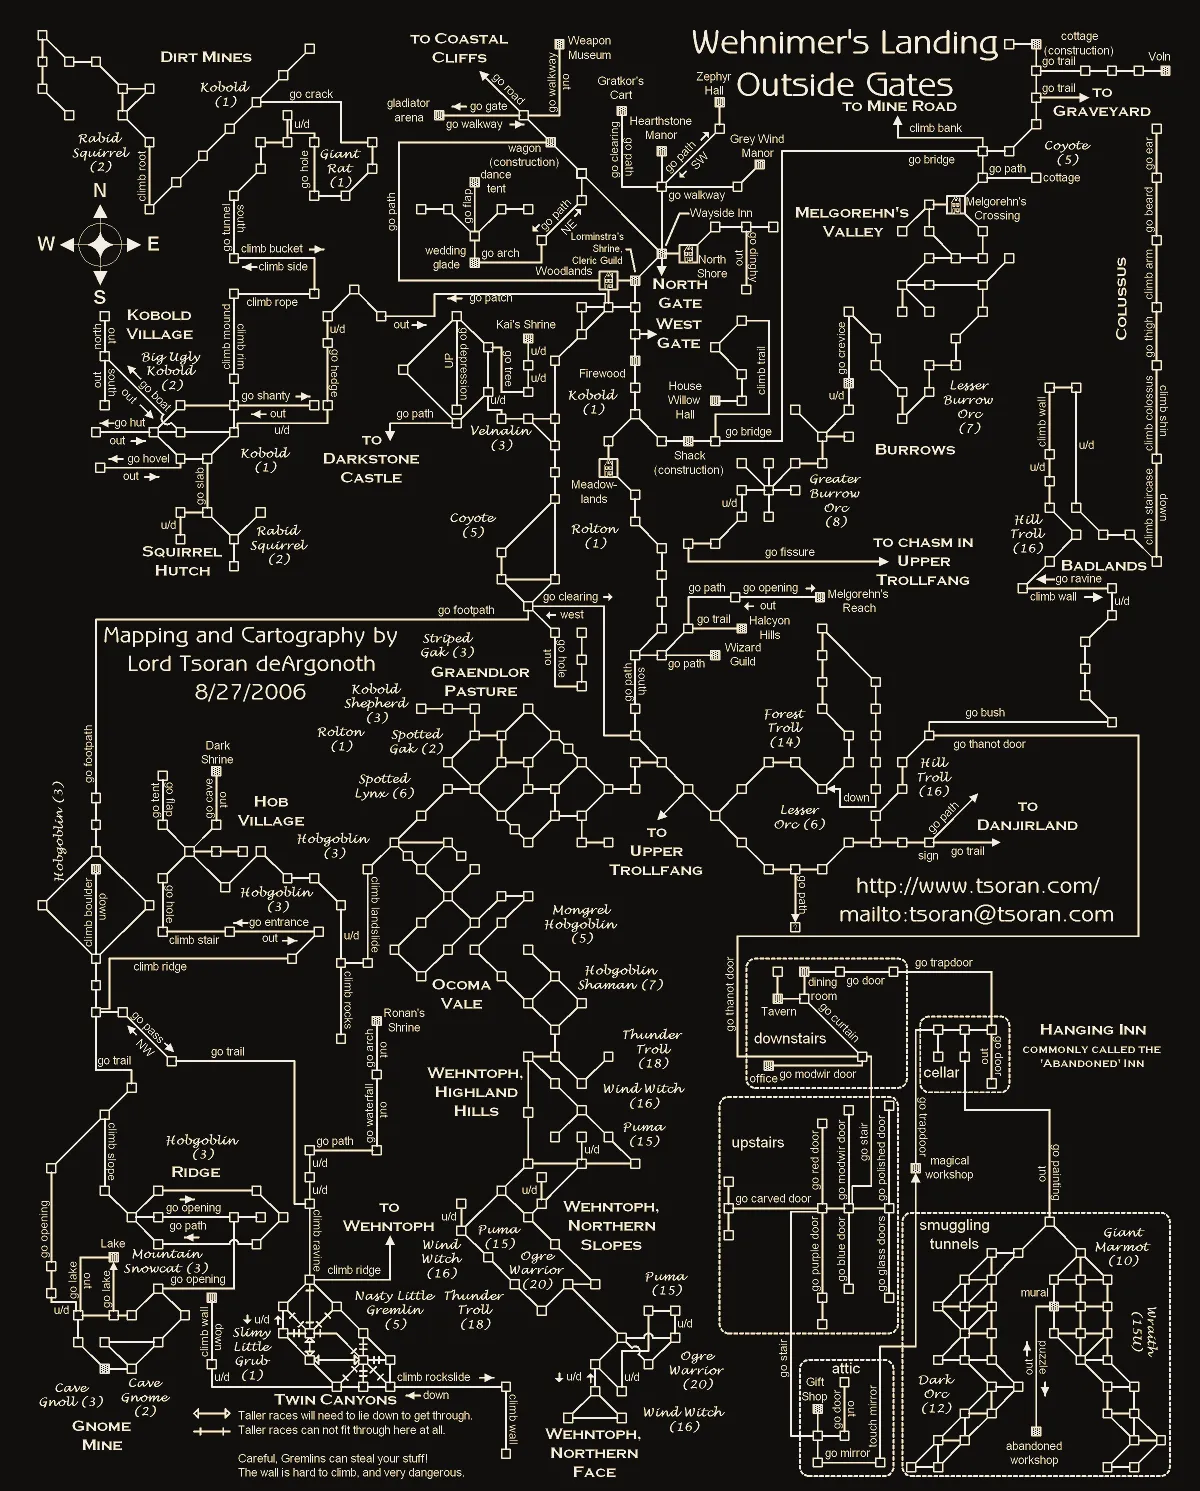 Wehnimer's Landing
Outside Gates
DIRT MINES
Kobold
(1)
go crack
Rabid
Squirrel
(2)
climb root
u/d
go hole
Giant
Rat
(1)
N
W
E
S
south
go tunnel
climb bucket
climb side
climb rope
climb mound
climb rim
KOBOLD
VILLAGE
north
out
Big Ugly
Kobold
(2)
out
south
go boat
out
go hut
out
go hovel
out
go shanty
out
u/d
u/d
go hedge
Kobold
(1)
go slab
u/d
Rabid
Squirrel
(2)
SQUIRREL
HUTCH
TO COASTAL
CLIFFS
go road
Weapon
Museum
go walkway
out
gladiator
arena
go gate
go walkway
wagon
(construction)
go path
dance
tent
go flap
go path
NE
wedding
glade
go arch
Woodlands
Lorminstra's
Shrine,
Cleric Guild
Gratkor's
Cart
go clearing
go path
Hearthstone
Manor
Zephyr
Hall
go path
SW
Grey Wind
Manor
go walkway
Wayside Inn
North
Shore
go dinghy
out
NORTH
GATE
WEST
GATE
go patch
out
go depression
up
go path
TO
DARKSTONE
CASTLE
Kai's Shrine
u/d
u/d
go tree
u/d
Velnalin
(3)
Firewood
Kobold
(1)
House
Willow
Hall
climb trail
go bridge
Shack
(construction)
Meadow-
lands
Coyote
(5)
Rolton
(1)
TO MINE ROAD
climb bank
go bridge
cottage
(construction)
go trail
Voln
go trail
TO
GRAVEYARD
Coyote
(5)
go path
cottage
Melgorehn's
Crossing
MELGOREHN'S
VALLEY
go crevice
u/d
Lesser
Burrow
Orc
(7)
BURROWS
Greater
Burrow
Orc
(8)
u/d
go fissure
TO CHASM IN
UPPER
TROLLFANG
COLUSSUS
go ear
go beard
climb arm
go thigh
climb colossus
climb shin
climb staircase
down
climb wall
u/d
u/d
Hill
Troll
(16)
BADLANDS
go ravine
climb wall
u/d
go bush
go clearing
west
go footpath
go hole
out
go path
go opening
out
Melgorehn's
Reach
go trail
Halcyon
Hills
go path
Wizard
Guild
go path
south
Mapping and Cartography by
Lord Tsoran deArgonoth
8/27/2006
Striped
Gak (3)
GRAENDLOR
PASTURE
Kobold
Shepherd
(3)
Rolton
(1)
Spotted
Gak (2)
Spotted
Lynx (6)
Forest
Troll
(14)
Lesser
Orc (6)
down
go thanot door
Hill
Troll
(16)
go path
TO
DANJIRLAND
sign
go trail
go path
?
TO
UPPER
TROLLFANG
http://www.tsoran.com/
mailto:tsoran@tsoran.com
go footpath
Hobgoblin (3)
climb boulder
down
Dark
Shrine
go tent
go flap
go cave
out
HOB
VILLAGE
Hobgoblin
(3)
Hobgoblin
(3)
go hole
go entrance
climb stair
out
climb ridge
u/d
climb landslide
climb rocks
OCOMA
VALE
Mongrel
Hobgoblin
(5)
Hobgoblin
Shaman (7)
go pass
NW
go trail
go trail
Ronan's
Shrine
go arch
out
go waterfall
out
go path
u/d
u/d
climb ravine
climb slope
Hobgoblin
(3)
RIDGE
go opening
go path
go opening
Lake
Mountain
Snowcat (3)
go opening
go lake
out
go lake
u/d
Cave
Gnoll (3)
Cave
Gnome
(2)
GNOME
MINE
climb wall
down
u/d
Slimy
Little
Grub
(1)
u/d
Nasty Little
Gremlin
(5)
climb ridge
TO
WEHNTOPH
TWIN CANYONS
climb rockslide
down
climb wall
Taller races will need to lie down to get through.
Taller races can not fit through here at all.
Careful, Gremlins can steal your stuff!
The wall is hard to climb, and very dangerous.
WEHNTOPH,
HIGHLAND
HILLS
Thunder
Troll
(18)
Wind Witch
(16)
Puma
(15)
u/d
u/d
u/d
WEHNTOPH,
NORTHERN
SLOPES
Puma
(15)
Wind
Witch
(16)
Ogre
Warrior
(20)
Thunder
Troll
(18)
Puma
(15)
u/d
Ogre
Warrior
(20)
u/d
u/d
Wind Witch
(16)
WEHNTOPH,
NORTHERN
FACE
go thanot door
dining
room
go door
Tavern
go curtain
downstairs
office
go modwir door
go trapdoor
HANGING INN
COMMONLY CALLED THE
'ABANDONED' INN
cellar
go door
out
go trapdoor
upstairs
go red door
go modwir door
go stair
go polished door
go carved door
go purple door
go blue door
go glass doors
magical
workshop
go painting
out
go stair
attic
Gift
Shop
go door
out
go mirror
touch mirror
smuggling
tunnels
Giant
Marmot
(10)
mural
Wraith
(15U)
puzzle
out
Dark
Orc
(12)
abandoned
workshop